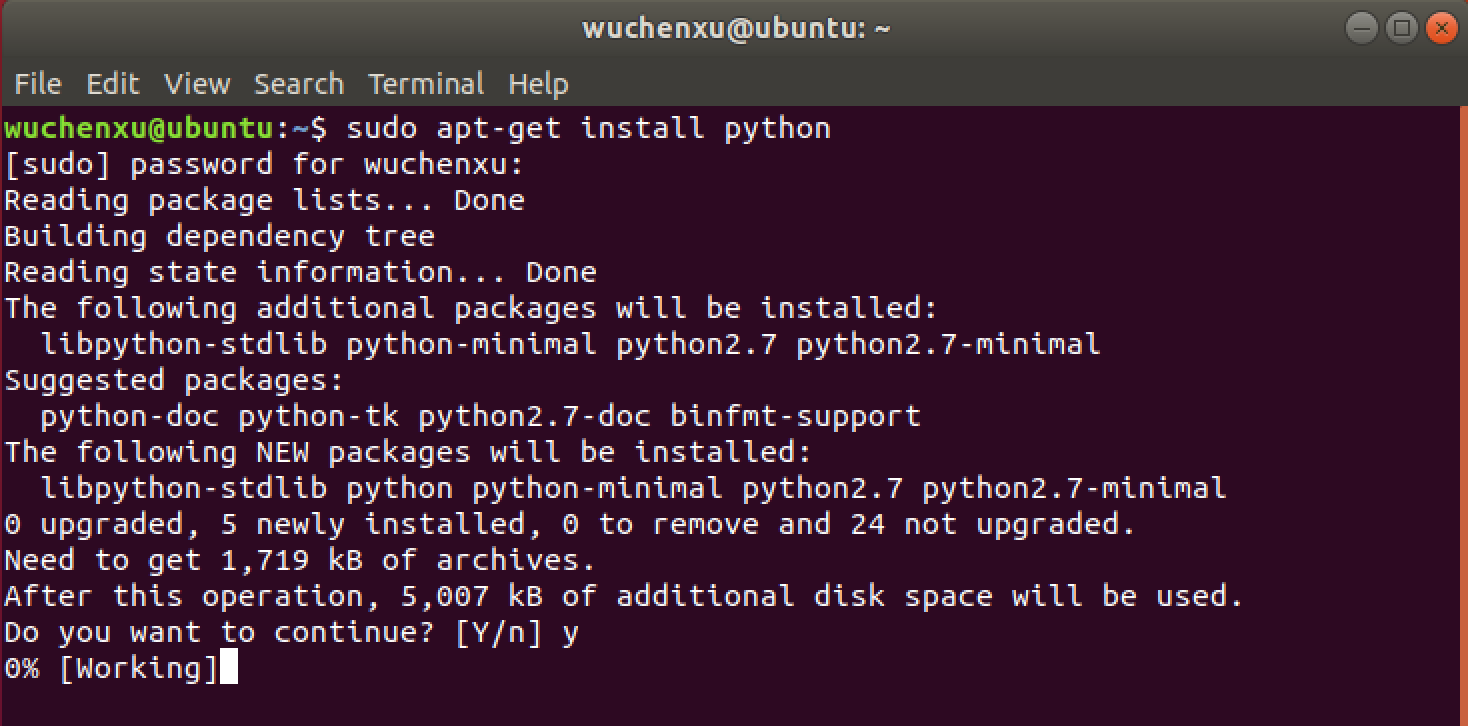 wuchenxu@ubuntu: ~
File Edit View Search Terminal Help
wuchenxu@ubuntu:~$ sudo apt-get install python
[sudo] password for wuchenxu:
Reading package lists... Done
Building dependency tree
Reading state information... Done
The following additional packages will be installed:
  libpython-stdlib python-minimal python2.7 python2.7-minimal
Suggested packages:
  python-doc python-tk python2.7-doc binfmt-support
The following NEW packages will be installed:
  libpython-stdlib python python-minimal python2.7 python2.7-minimal
0 upgraded, 5 newly installed, 0 to remove and 24 not upgraded.
Need to get 1,719 kB of archives.
After this operation, 5,007 kB of additional disk space will be used.
Do you want to continue? [Y/n] y
0% [Working]